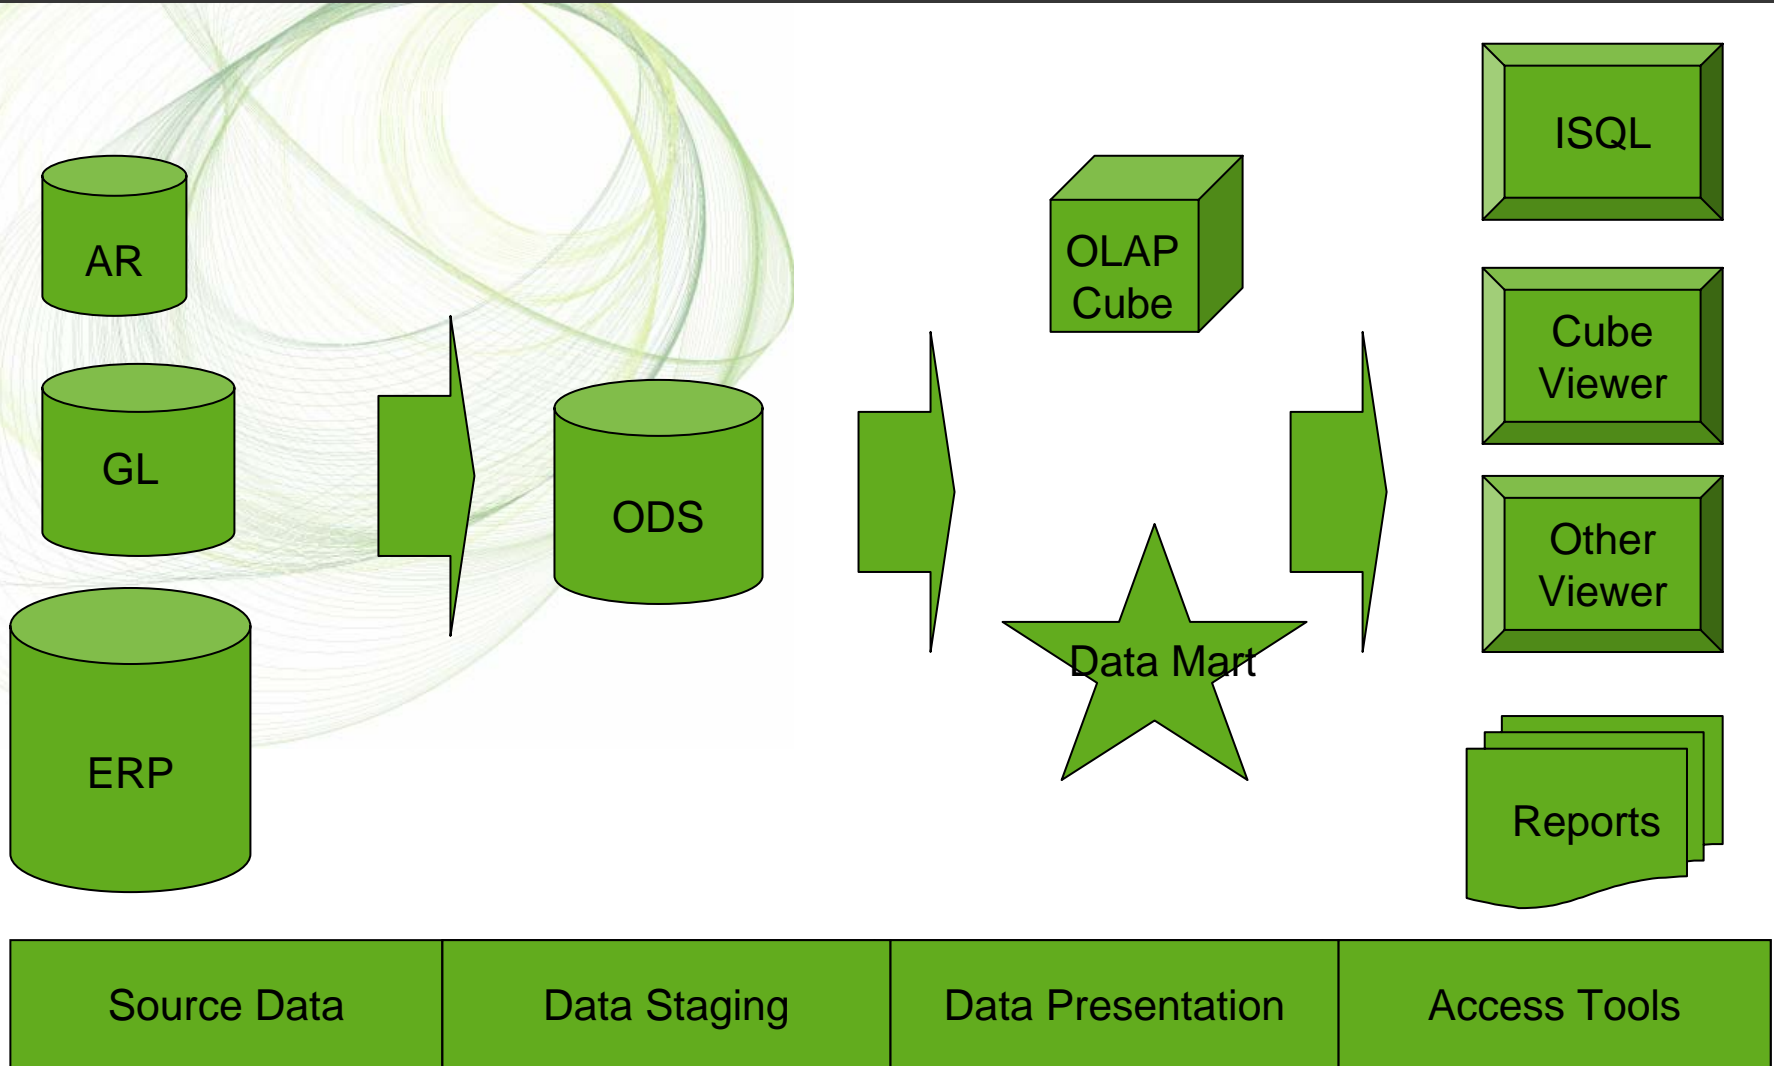 AR
GL
ERP
ODS
OLAP
Cube
Data Mart
ISQL
Cube
Viewer
Other
Viewer
Reports
Source Data
Data Staging
Data Presentation
Access Tools